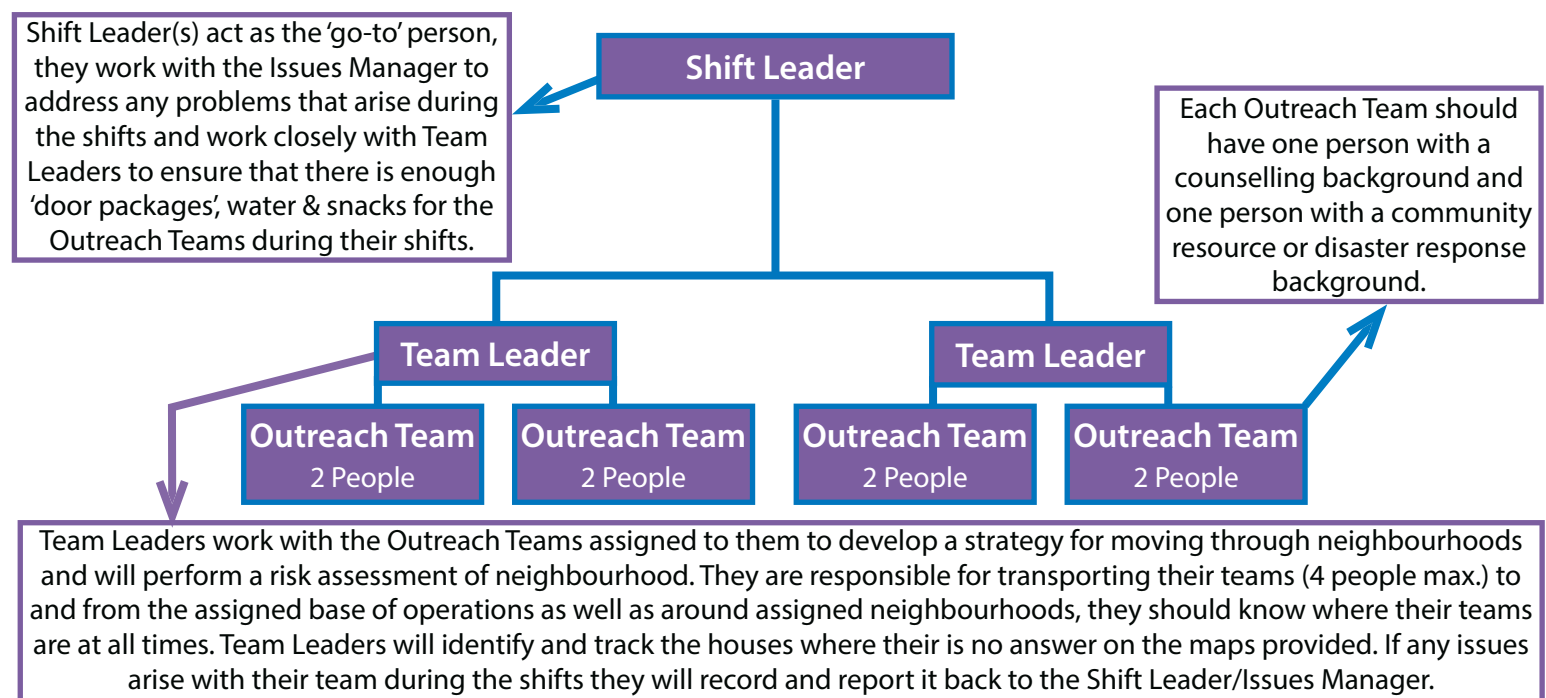 Shift Leader(s) act as the ‘go-to’ person,
they work with the Issues Manager to
address any problems that arise during
the shifts and work closely with Team
Leaders to ensure that there is enough
‘door packages’, water & snacks for the
Outreach Teams during their shifts.
Shift Leader
Each Outreach Team should
have one person with a
counselling background and
one person with a community
resource or disaster response
background.
Team Leader
Team Leader
Outreach Team
2 People
Outreach Team
2 People
Outreach Team
2 People
Outreach Team
2 People
Team Leaders work with the Outreach Teams assigned to them to develop a strategy for moving through neighbourhoods
and will perform a risk assessment of neighbourhood. They are responsible for transporting their teams (4 people max.) to
and from the assigned base of operations as well as around assigned neighbourhoods, they should know where their teams
are at all times. Team Leaders will identify and track the houses where their is no answer on the maps provided. If any issues
arise with their team during the shifts they will record and report it back to the Shift Leader/Issues Manager.